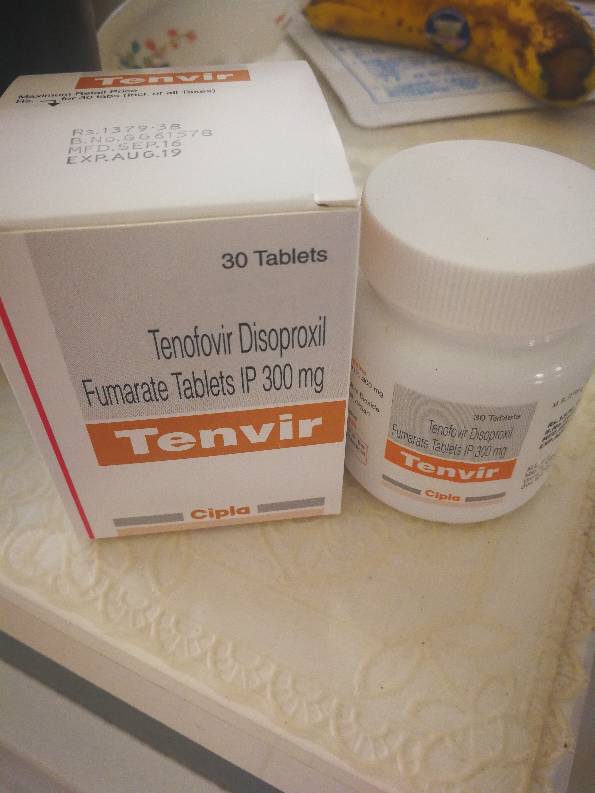 Tenvir
Maximum Retail Price
Rs. for 30 tabs (Incl. of all Taxes)
Rs.1379.38
B.No.GG61578
MFD.SEP.16
EXP.AUG.19
30 Tablets
Tenofovir Disoproxil
Fumarate Tablets IP 300 mg
Tenvir
Cipla
30 Tablets
Tenofovir Disoproxil
Fumarate Tablets IP 300 mg
Tenvir
Cipla